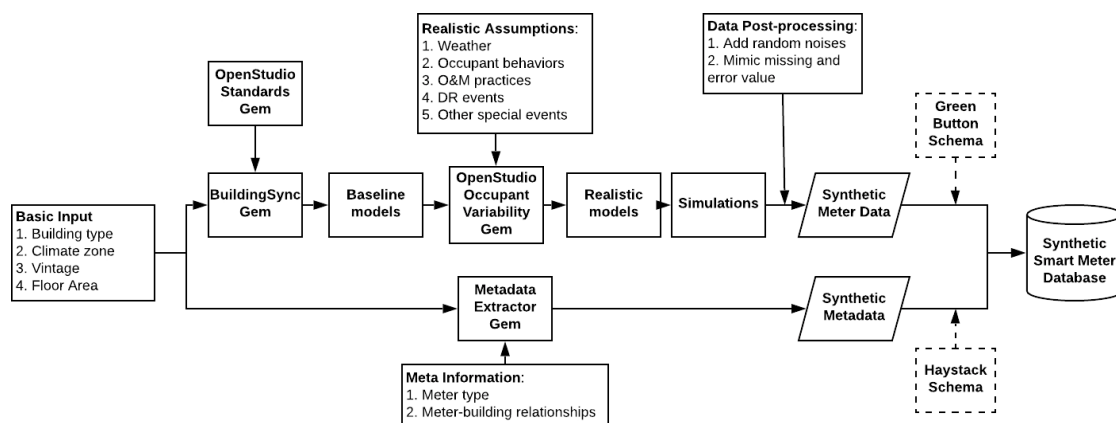 Realistic Assumptions:
1. Weather
2. Occupant behaviors
3. O&M practices
4. DR events
5. Other special events
Data Post-processing:
1. Add random noises
2. Mimic missing and
error value
OpenStudio
Standards
Gem
Green
Button
Schema
Basic Input
1. Building type
2. Climate zone
3. Vintage
4. Floor Area
BuildingSync
Gem
Baseline
models
OpenStudio
Occupant
Variability
Gem
Realistic
models
Simulations
Synthetic
Meter Data
Synthetic
Smart Meter
Database
Metadata
Extractor
Gem
Synthetic
Metadata
Meta Information:
1. Meter type
2. Meter-building relationships
Haystack
Schema